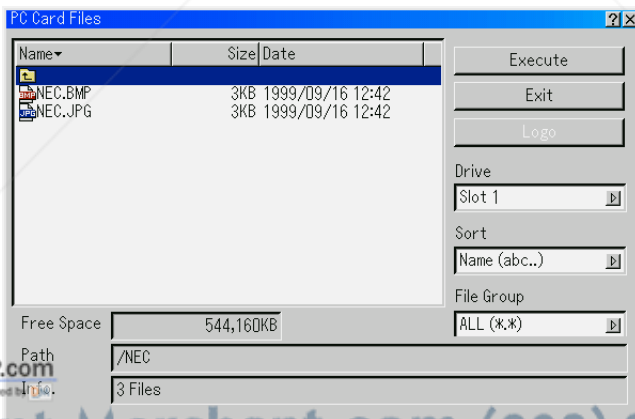 PC Card Files
Name Size Date
NEC.BMP 3KB 1999/09/16 12:42
NEC.JPG 3KB 1999/09/16 12:42
Execute
Exit
Logo
Drive
Slot 1
Sort
Name (abc..)
File Group
ALL (*.*)
Free Space 544,160KB
Path /NEC
Info. 3 Files